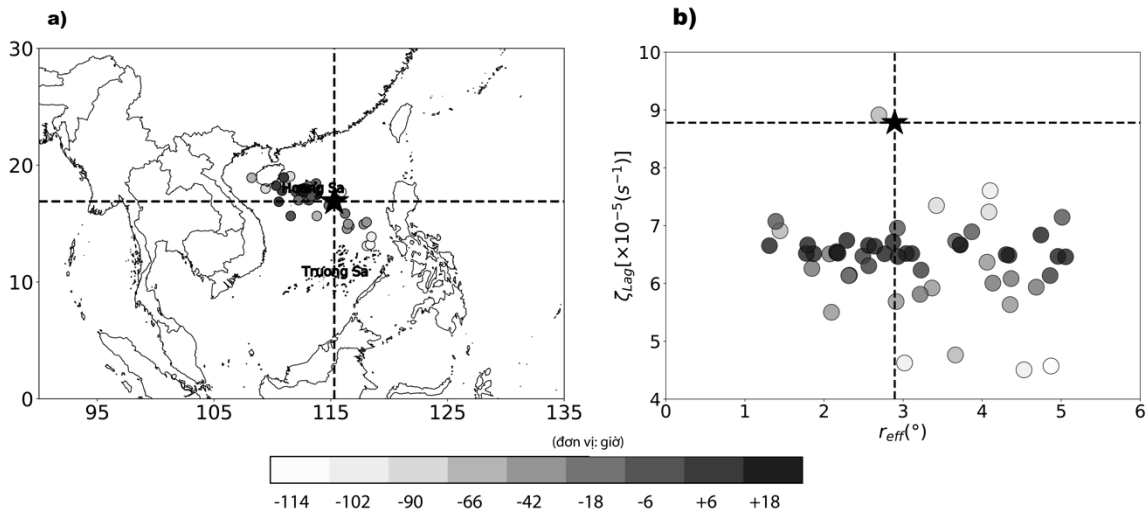 a)
b)
30
20
10
0
95
105
115
125
135
Hoàng Sa
Trương Sa
10
9
8
7
6
5
4
0
1
2
3
4
5
6
ζLag[×10⁻⁵(s⁻¹)]
reff(°)
(đơn vị: giờ)
-114 -102 -90 -66 -42 -18 -6 +6 +18